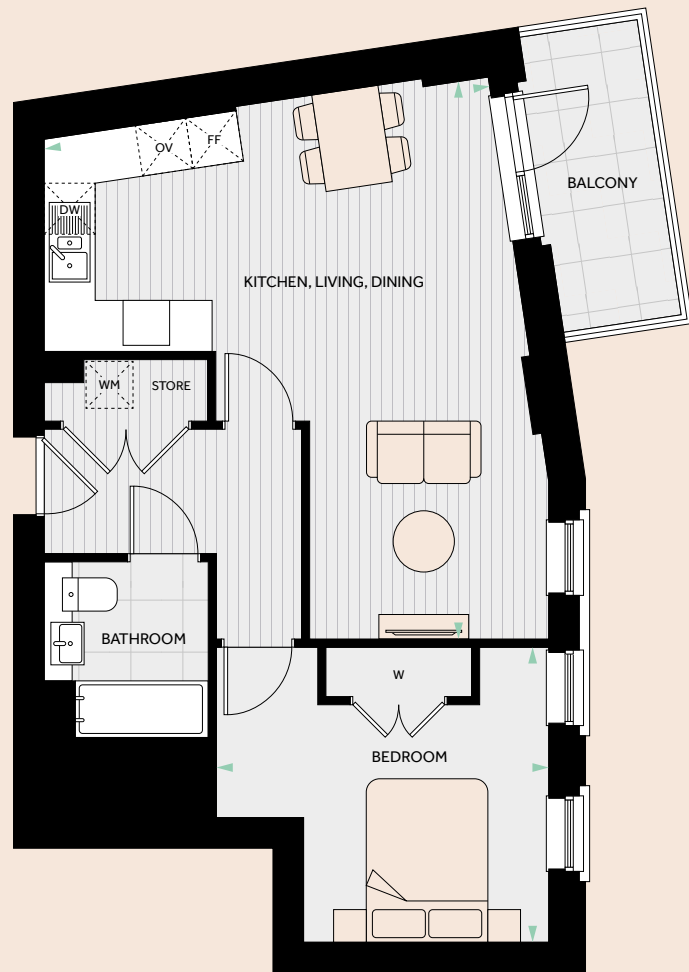 OV
FF
BALCONY
DW
KITCHEN, LIVING, DINING
WM
STORE
BATHROOM
W
BEDROOM